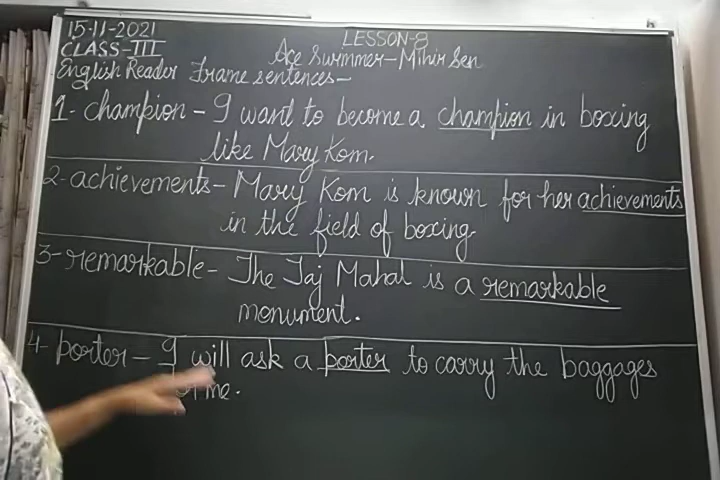 15-11-2021
LESSON-8
CLASS-III
Ace Swimmer-Mihir Sen
English Reader Frame sentences-
1- champion - I want to become a champion in boxing
like Mary Kom.
2- achievements- Mary Kom is known for her achievements
in the field of boxing.
3- remarkable- The Taj Mahal is a remarkable
monument.
4- porter - I will ask a porter to carry the baggages
me.